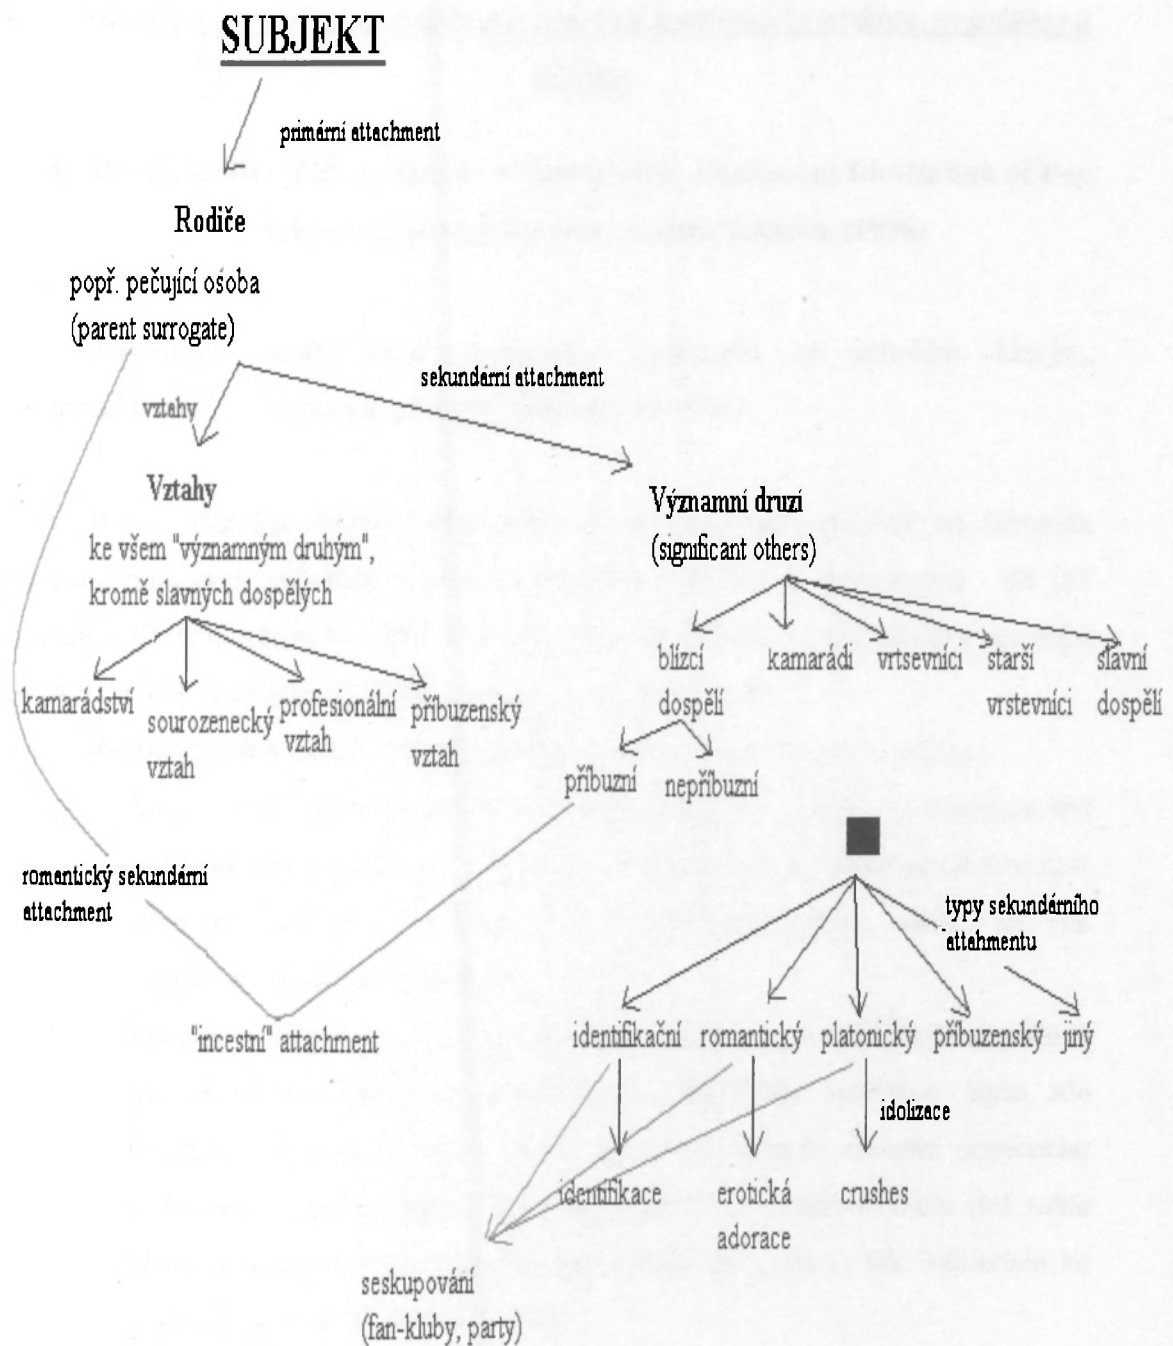 SUBJEKT
primární attachment
Rodiče
popř. pečující osoba
(parent surrogate)
sekundární attachment
vztahy
Vztahy
ke všem "významným druhým",
kromě slavných dospělých
Významní druzí
(significant others)
kamarádství
sourozenecký
vztah
profesionální
vztah
příbuzenský
vztah
blízcí
dospělí
kamarádi
vrtsevníci
starší
vrstevníci
slavní
dospělí
příbuzní
nepříbuzní
romantický sekundární
attachment
typy sekundárního
attahmentu
"incestní" attachment
identifikační
romantický
platonický
příbuzenský
jiný
idolizace
identifikace
erotická
adorace
crushes
seskupování
(fan-kluby, party)